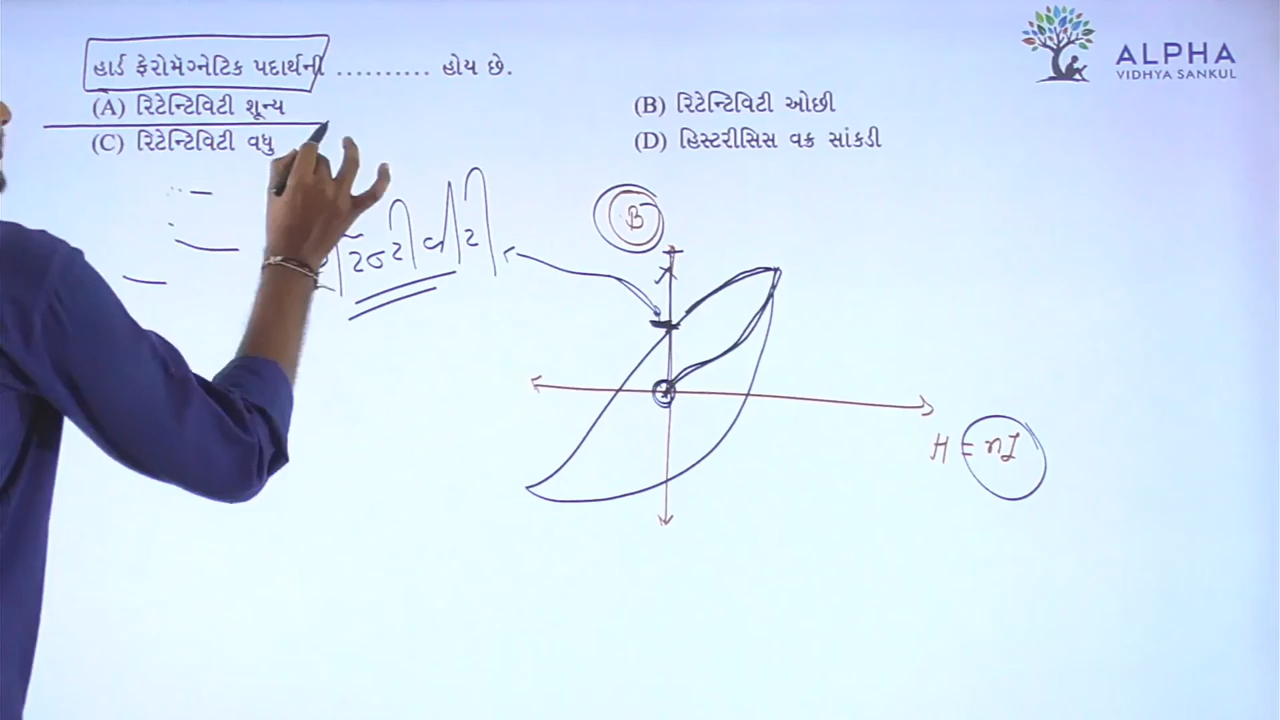 હાર્ડ ફેરોમૅગ્નેટિક પદાર્થની .......... હોય છે.
(A) રિટેન્ટિવિટી શૂન્ય
(B) રિટેન્ટિવિટી ઓછી
(C) રિટેન્ટિવિટી વધુ
(D) હિસ્ટરીસિસ વક્ર સાંકડી
ALPHA
VIDHYA SANKUL
B
H = nI